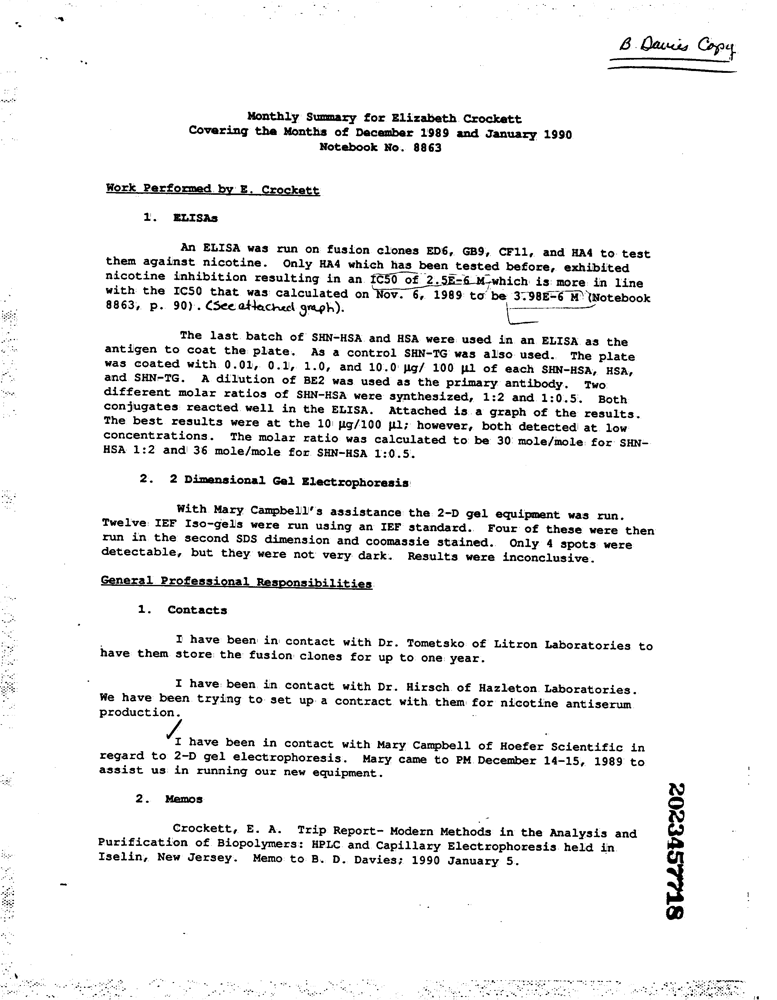 B. Davies Copy
Monthly Summary for Elizabeth Crockett
Covering the Months of December 1989 and January 1990
Notebook No. 8863
Work Performed by E. Crockett
1. ELISAs
An ELISA was run on fusion clones ED6, GB9, CF11, and HA4 to test
them against nicotine. Only HA4 which has been tested before, exhibited
nicotine inhibition resulting in an IC50 of 2.5E-6 M which is more in line
with the IC50 that was calculated on Nov. 6, 1989 to be 3.98E-6 M (Notebook
8863, p. 90). (See attached graph).
The last batch of SHN-HSA and HSA were used in an ELISA as the
antigen to coat the plate. As a control SHN-TG was also used. The plate
was coated with 0.01, 0.1, 1.0, and 10.0 µg/ 100 µl of each SHN-HSA, HSA,
and SHN-TG. A dilution of BE2 was used as the primary antibody. Two
different molar ratios of SHN-HSA were synthesized, 1:2 and 1:0.5. Both
conjugates reacted well in the ELISA. Attached is a graph of the results.
The best results were at the 10 µg/100 µl; however, both detected at low
concentrations. The molar ratio was calculated to be 30 mole/mole for SHN-
HSA 1:2 and 36 mole/mole for SHN-HSA 1:0.5.
2. 2 Dimensional Gel Electrophoresis
With Mary Campbell's assistance the 2-D gel equipment was run.
Twelve IEF Iso-gels were run using an IEF standard. Four of these were then
run in the second SDS dimension and coomassie stained. Only 4 spots were
detectable, but they were not very dark. Results were inconclusive.
General Professional Responsibilities
1. Contacts
I have been in contact with Dr. Tometsko of Litron Laboratories to
have them store the fusion clones for up to one year.
I have been in contact with Dr. Hirsch of Hazleton Laboratories.
We have been trying to set up a contract with them for nicotine antiserum
production.
I have been in contact with Mary Campbell of Hoefer Scientific in
regard to 2-D gel electrophoresis. Mary came to PM December 14-15, 1989 to
assist us in running our new equipment.
2. Memos
Crockett, E. A. Trip Report- Modern Methods in the Analysis and
Purification of Biopolymers: HPLC and Capillary Electrophoresis held in
Iselin, New Jersey. Memo to B. D. Davies; 1990 January 5.
2023457718